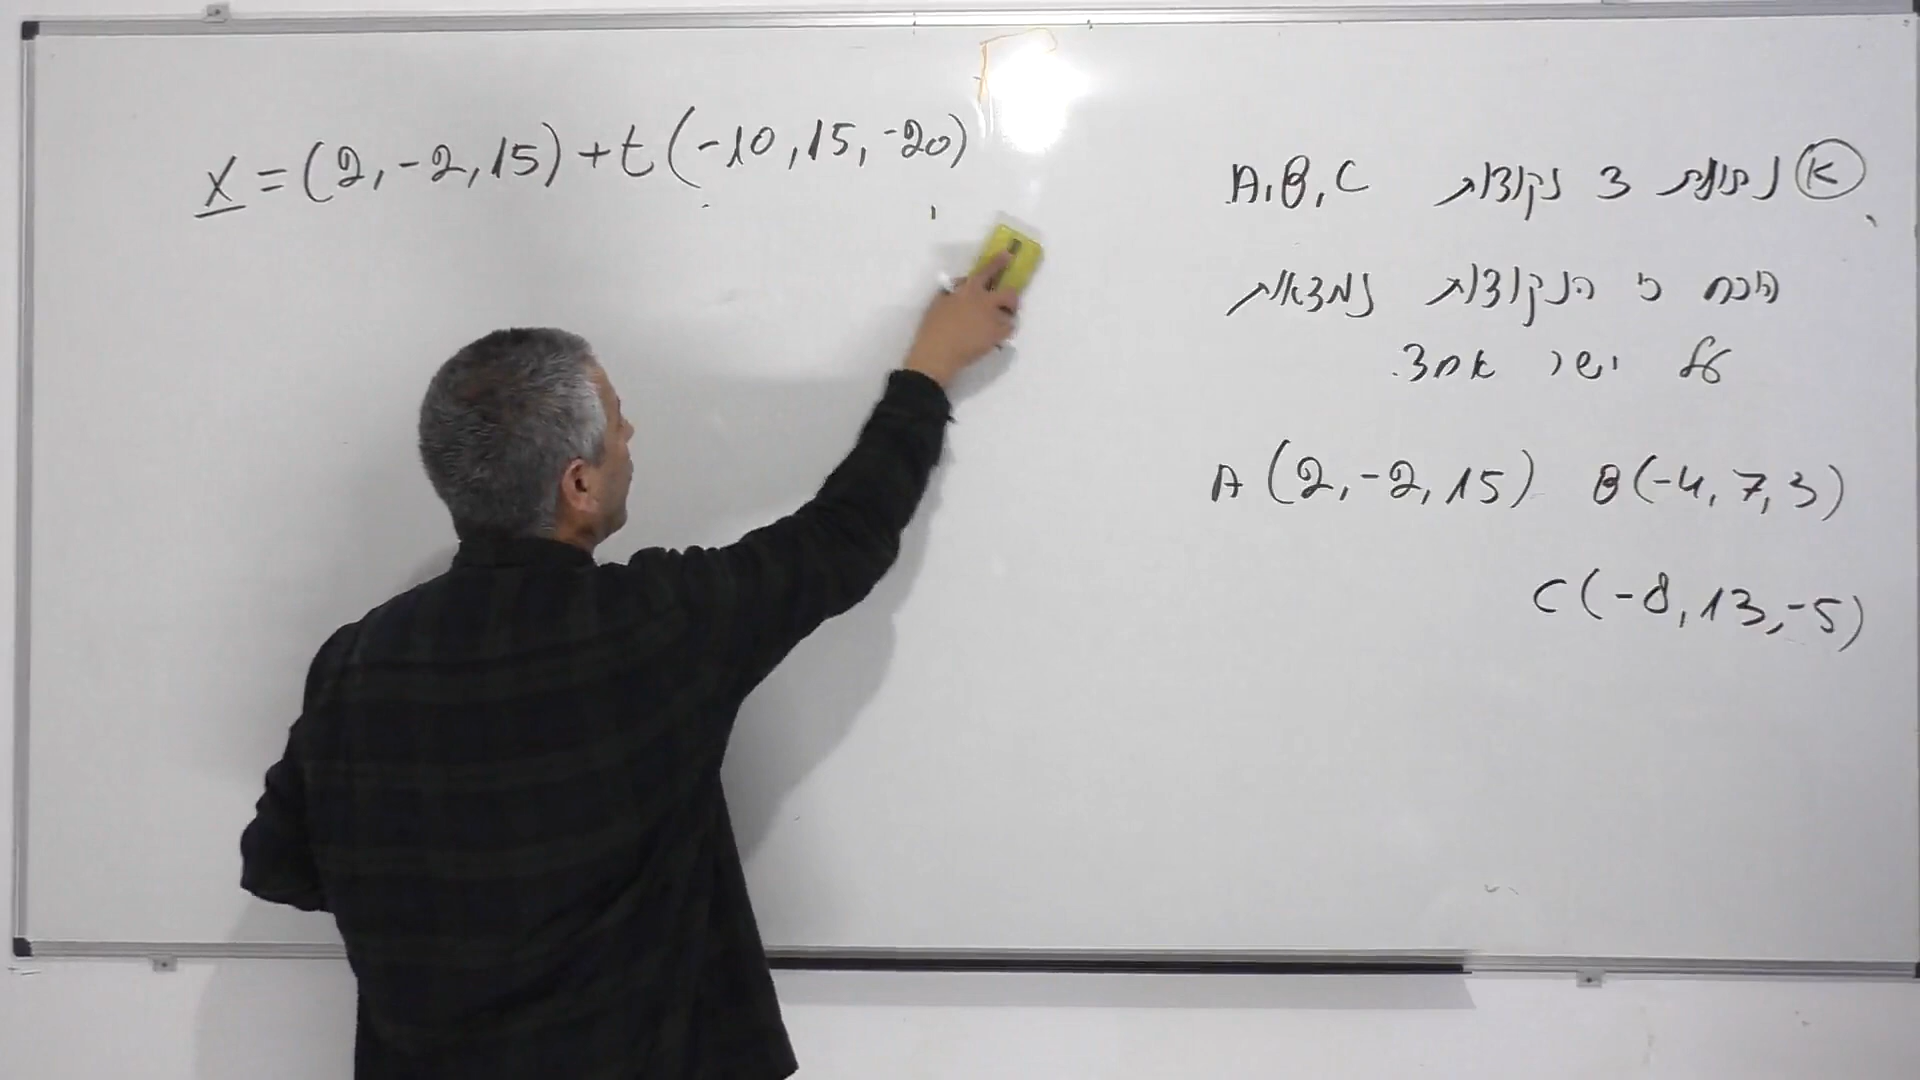 (א) נתונות 3 נקודות A, B, C
הוכח כי הנקודות נמצאות
על ישר אחד.
A(2,-2,15) B(-4,7,3)
C(-8,13,-5)
x=(2,-2,15)+t(-10,15,-20)